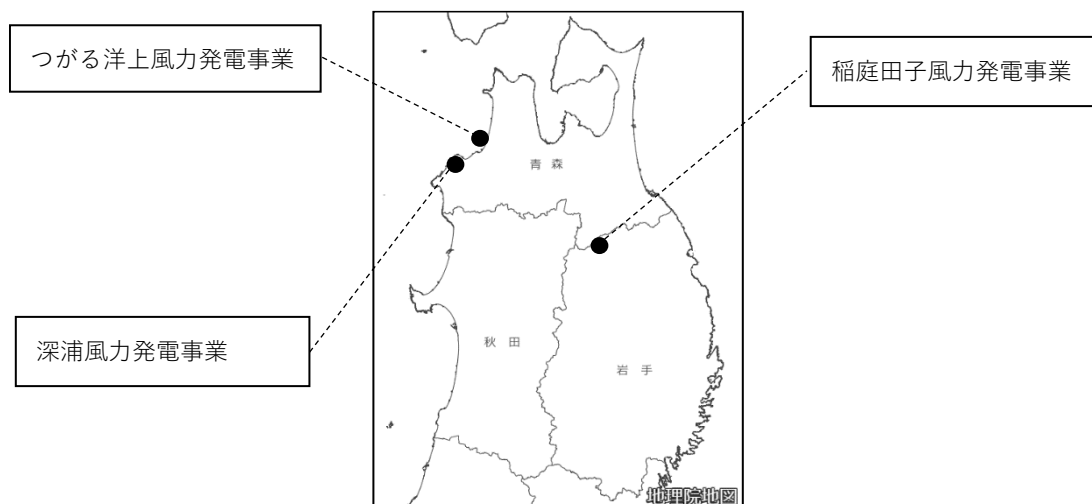 つがる洋上風力発電事業
稲庭田子風力発電事業
青森
秋田
深浦風力発電事業
岩手
地理院地図